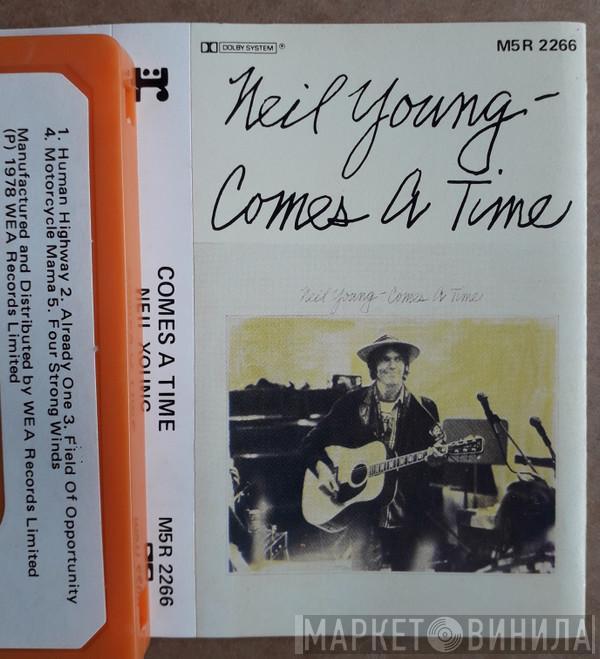 1. Human Highway 2. Already One 3. Field Of Opportunity
4. Motorcycle Mama 5. Four Strong Winds
Manufactured and Distributed by WEA Records Limited
(P) 1978 WEA Records Limited
COMES A TIME
NEIL YOUNG
M5R 2266
DOLBY SYSTEM ®
M5R 2266
Neil Young -
Comes A Time
Neil Young - Comes A Time
МАРКЕТ ВИНИЛА